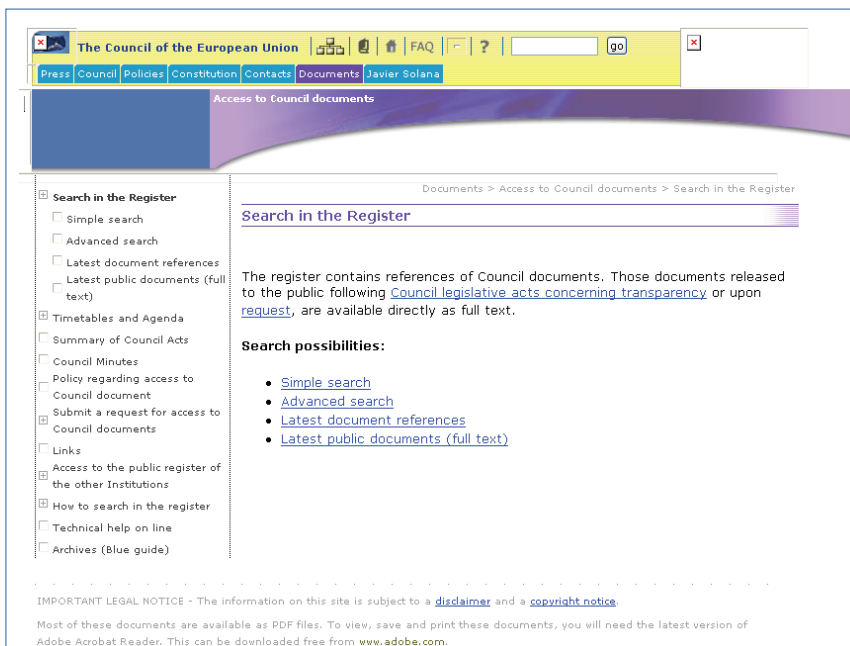 The Council of the European Union FAQ ? go
Press Council Policies Constitution Contacts Documents Javier Solana
Access to Council documents
Search in the Register
Simple search
Advanced search
Latest document references
Latest public documents (full
text)
Timetables and Agenda
Summary of Council Acts
Council Minutes
Policy regarding access to
Council document
Submit a request for access to
Council documents
Links
Access to the public register of
the other Institutions
How to search in the register
Technical help on line
Archives (Blue guide)
Documents > Access to Council documents > Search in the Register
Search in the Register
The register contains references of Council documents. Those documents released
to the public following Council legislative acts concerning transparency or upon
request, are available directly as full text.
Search possibilities:
• Simple search
• Advanced search
• Latest document references
• Latest public documents (full text)
IMPORTANT LEGAL NOTICE - The information on this site is subject to a disclaimer and a copyright notice.
Most of these documents are available as PDF files. To view, save and print these documents, you will need the latest version of
Adobe Acrobat Reader. This can be downloaded free from www.adobe.com.